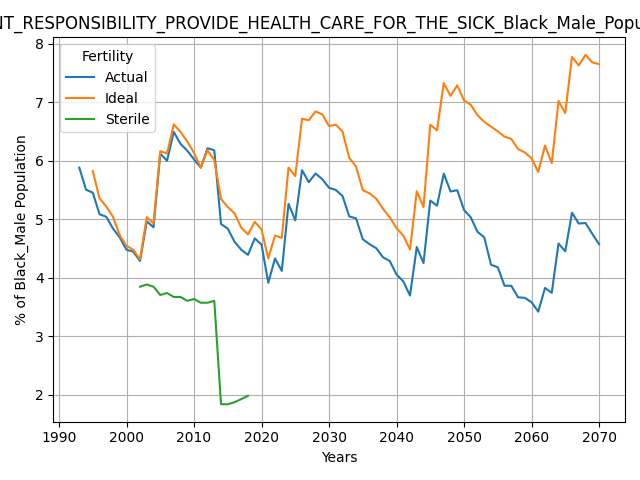 NT_RESPONSIBILITY_PROVIDE_HEALTH_CARE_FOR_THE_SICK_Black_Male_Popu
Fertility
Actual
Ideal
Sterile
% of Black_Male Population
8
7
6
5
4
3
2
1990 2000 2010 2020 2030 2040 2050 2060 2070
Years